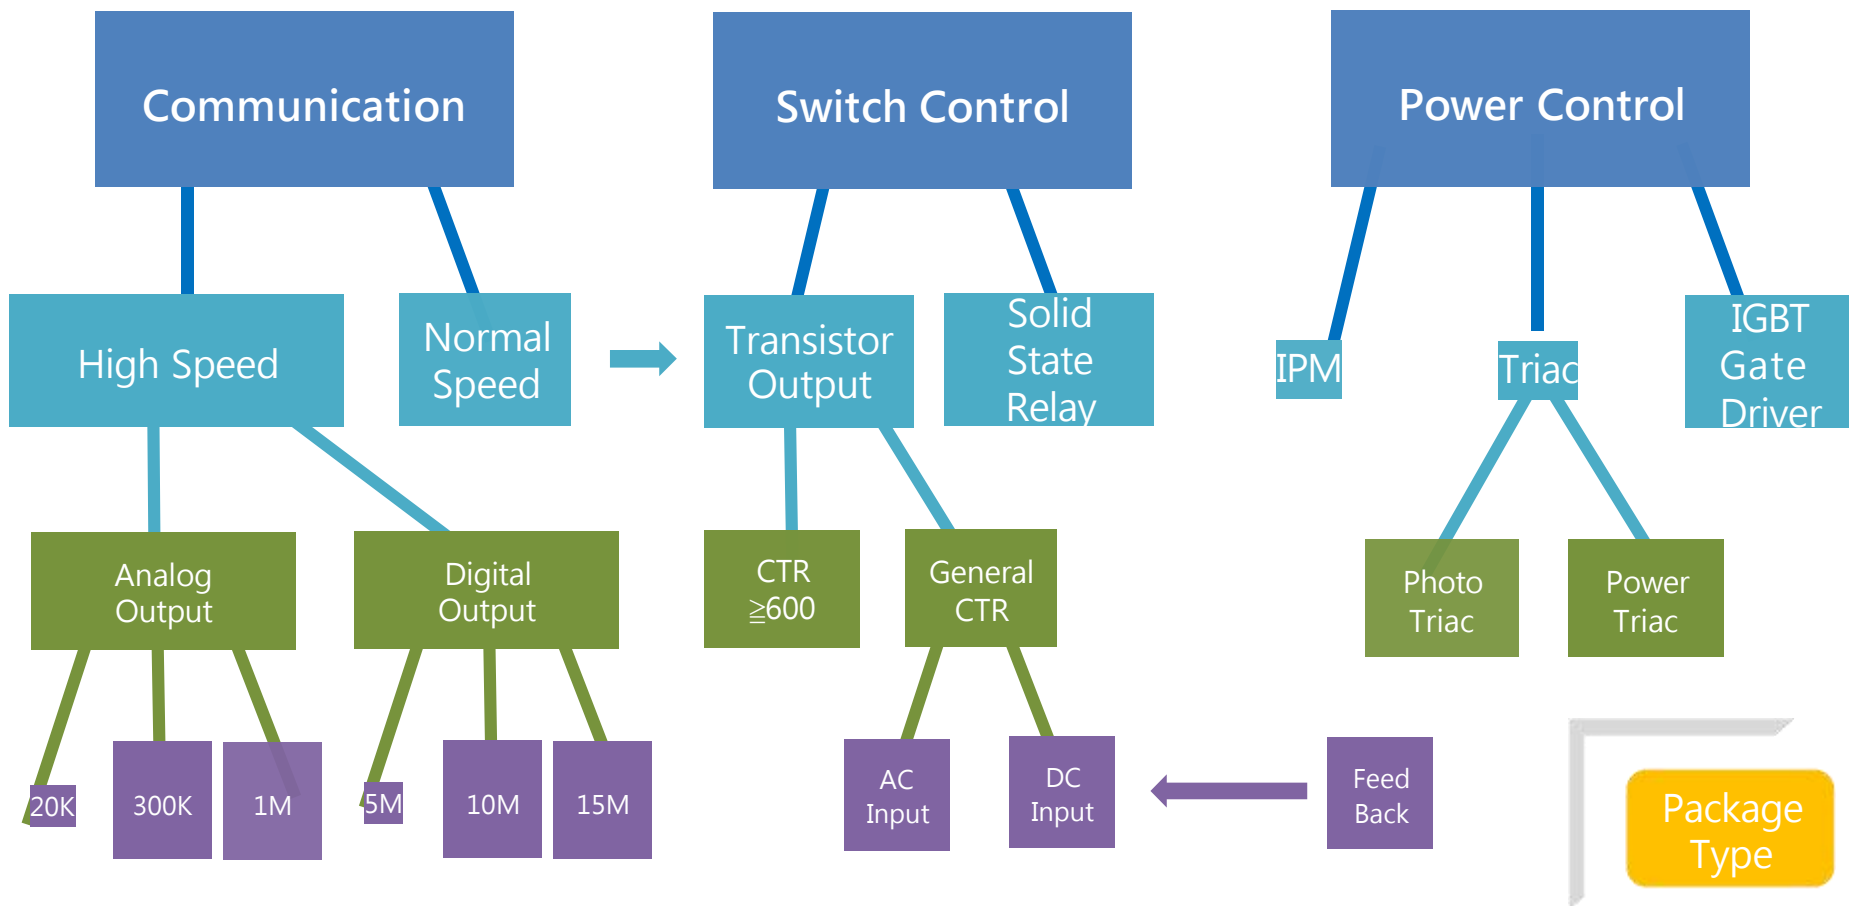 Communication
Switch Control
Power Control
High Speed
Normal
Speed
Transistor
Output
Solid
State
Relay
IPM
Triac
IGBT
Gate
Driver
Analog
Output
Digital
Output
CTR
≧600
General
CTR
Photo
Triac
Power
Triac
20K
300K
1M
5M
10M
15M
AC
Input
DC
Input
Feed
Back
Package
Type